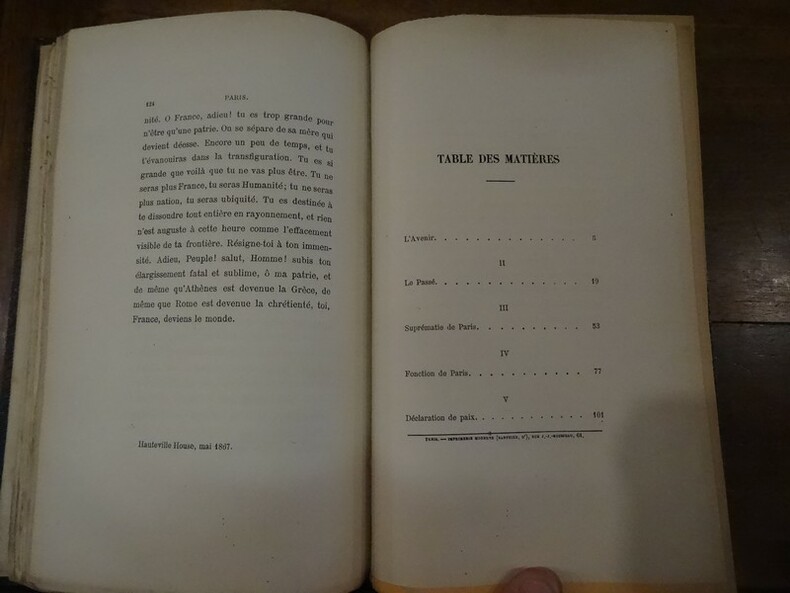 124 PARIS.
nité. O France, adieu! tu es trop grande pour
n'être qu'une patrie. On se sépare de sa mère qui
devient déesse. Encore un peu de temps, et tu
t'évanouiras dans la transfiguration. Tu es si
grande que voilà que tu ne vas plus être. Tu ne
seras plus France, tu seras Humanité; tu ne seras
plus nation, tu seras ubiquité. Tu es destinée à
te dissoudre tout entière en rayonnement, et rien
n'est auguste à cette heure comme l'effacement
visible de ta frontière. Résigne-toi à ton immen-
sité. Adieu, Peuple! salut, Homme! subis ton
élargissement fatal et sublime, ô ma patrie, et
de même qu'Athènes est devenue la Grèce, de
même que Rome est devenue la chrétienté, toi,
France, deviens le monde.
Hauteville House, mai 1867.
TABLE DES MATIÈRES
L'Avenir. . . . . . . . . . . . . . 5
II
Le Passé. . . . . . . . . . . . . . 19
III
Suprématie de Paris. . . . . . . . . . 53
IV
Fonction de Paris. . . . . . . . . . . 77
V
Déclaration de paix. . . . . . . . . . . 101
PARIS. — IMPRIMERIE RUE J.-J.-ROUSSEAU, 61.